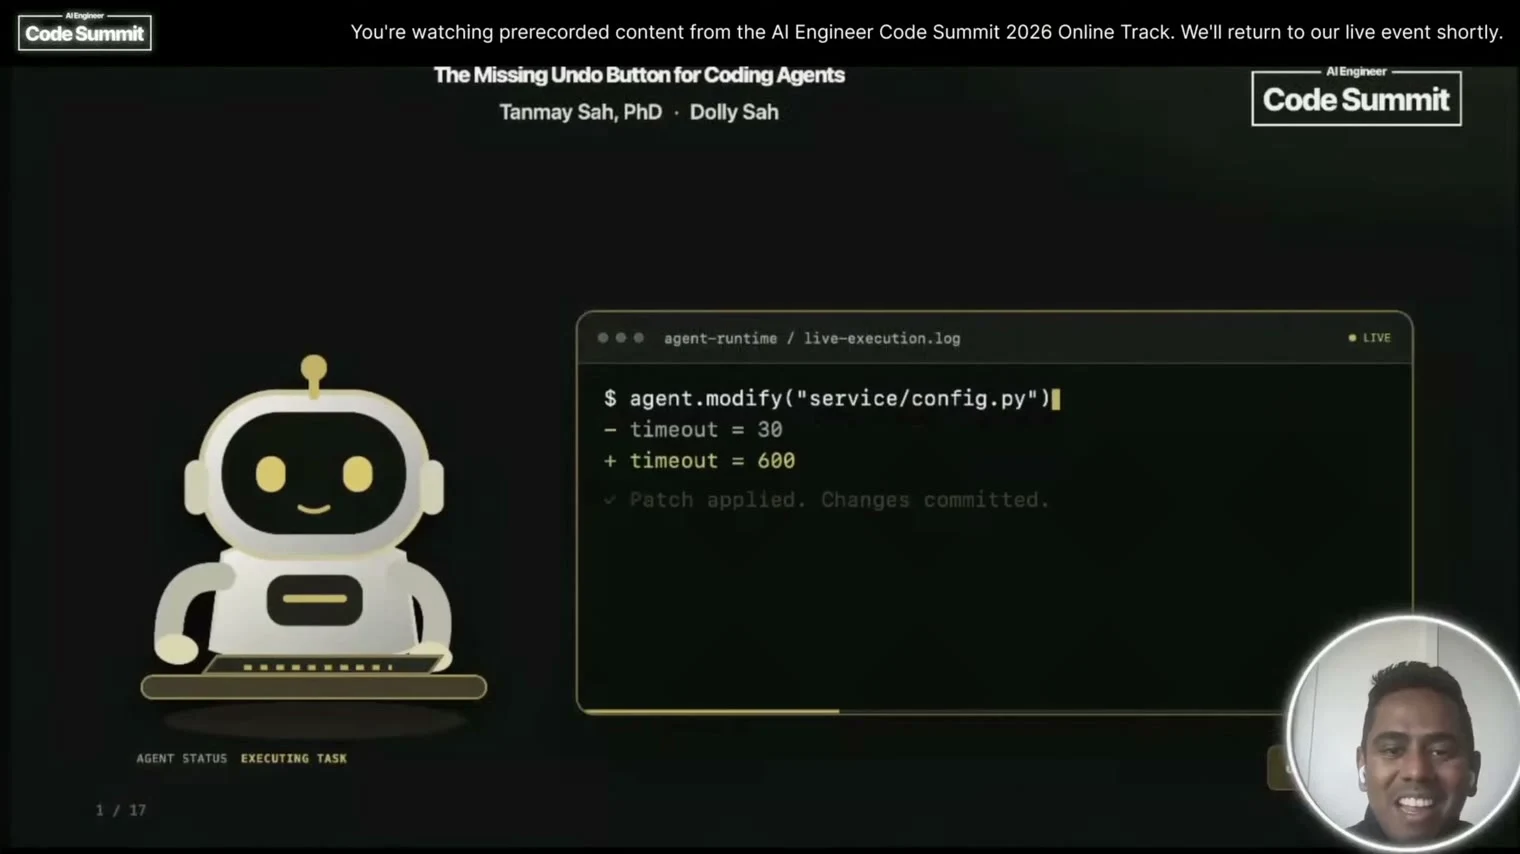 AI Engineer
Code Summit
You're watching prerecorded content from the AI Engineer Code Summit 2026 Online Track. We'll return to our live event shortly.
The Missing Undo Button for Coding Agents
Tanmay Sah, PhD · Dolly Sah
AI Engineer
Code Summit
agent-runtime / live-execution.log
LIVE
$ agent.modify("service/config.py")
− timeout = 30
+ timeout = 600
✓ Patch applied. Changes committed.
AGENT STATUS EXECUTING TASK
1 / 17